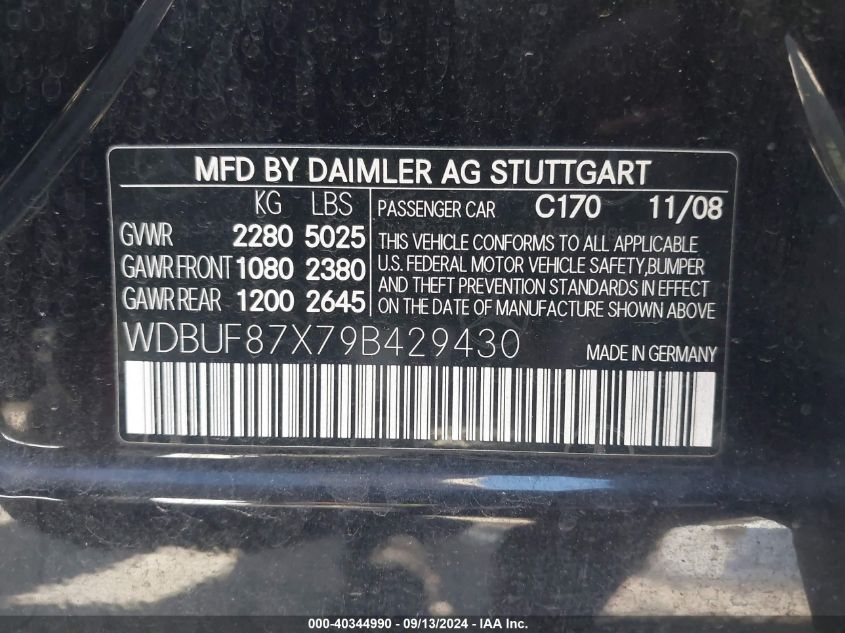 MFD BY DAIMLER AG STUTTGART
KG LBS
GVWR 2280 5025
GAWR FRONT 1080 2380
GAWR REAR 1200 2645
PASSENGER CAR C170 11/08
THIS VEHICLE CONFORMS TO ALL APPLICABLE
U.S. FEDERAL MOTOR VEHICLE SAFETY,BUMPER
AND THEFT PREVENTION STANDARDS IN EFFECT
ON THE DATE OF MANUFACTURE SHOWN ABOVE
WDBUF87X79B429430 MADE IN GERMANY
000-40344990 - 09/13/2024 - IAA Inc.